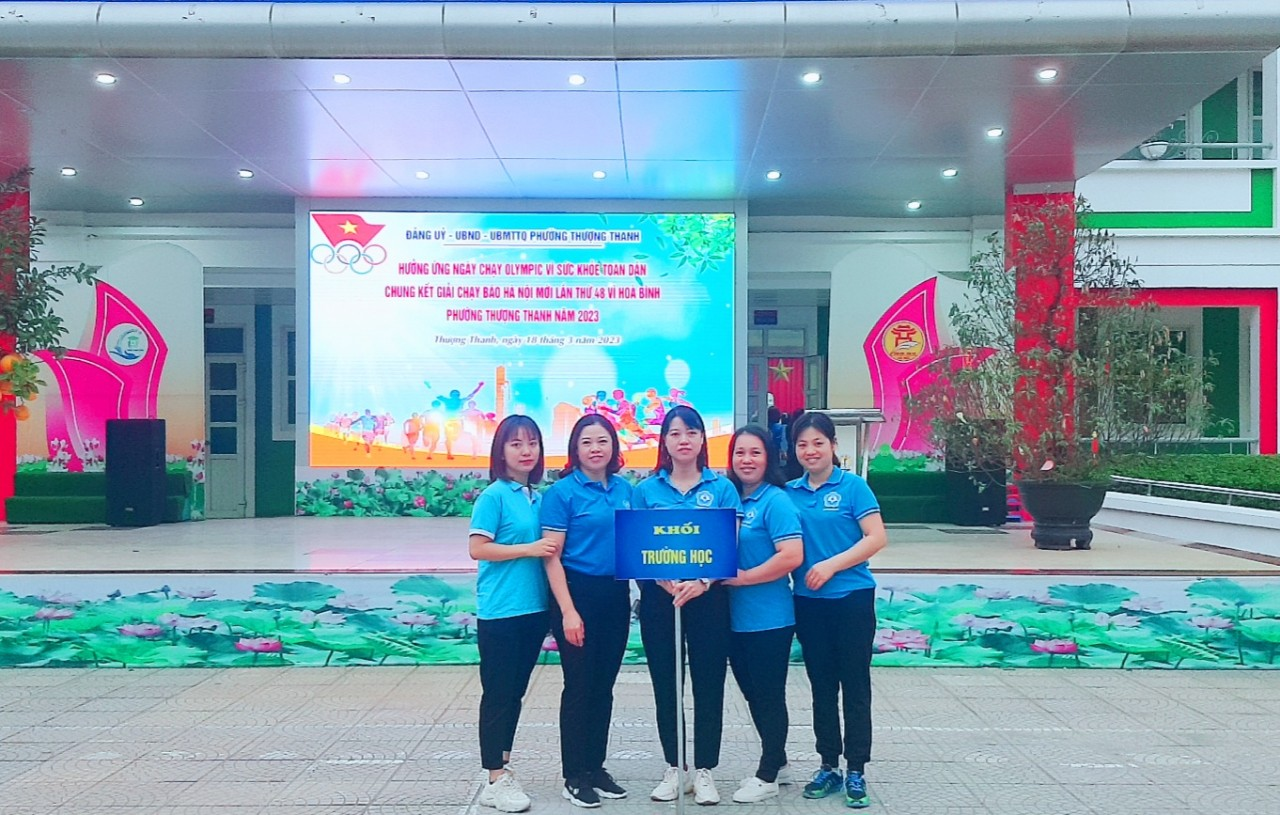 ĐẢNG UỶ - UBND - UBMTTQ PHƯỜNG THƯỢNG THANH
HƯỞNG ỨNG NGÀY CHẠY OLYMPIC VÌ SỨC KHOẺ TOÀN DÂN
CHUNG KẾT GIẢI CHẠY BÁO HÀ NỘI MỚI LẦN THỨ 48 VÌ HOÀ BÌNH
PHƯỜNG THƯỢNG THANH NĂM 2023
Thượng Thanh, ngày 18 tháng 3 năm 2023
KHỐI
TRƯỜNG HỌC